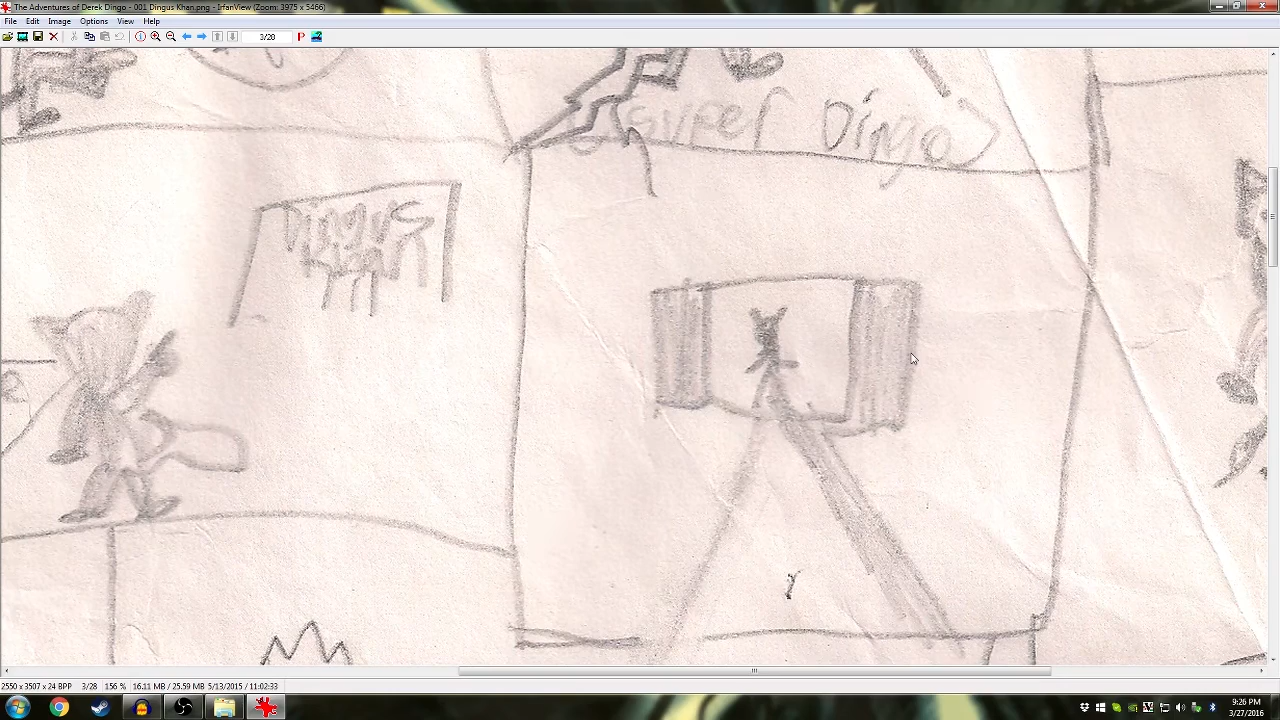 The Adventures of Derek Dingo - 001 Dingus Khan.png - IrfanView (Zoom: 3975 x 5466)
File Edit Image Options View Help
3/28
Super Dingo
DINGUS
KHAN
2550 x 3507 x 24 BPP 3/28 156 % 16.11 MB / 25.59 MB 5/13/2015 / 11:02:33
9:26 PM
3/27/2016